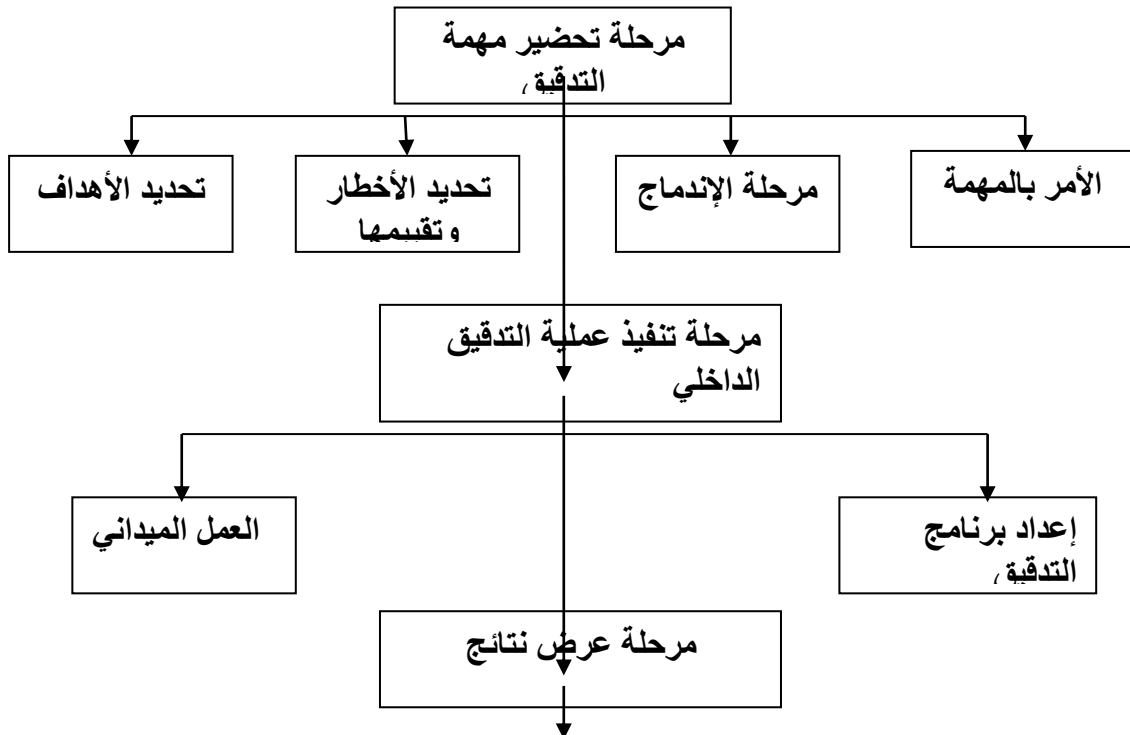 مرحلة تحضير مهمة
التدقيق
الأمر بالمهمة
مرحلة الإندماج
تحديد الأخطار
وتقييمها
تحديد الأهداف
مرحلة تنفيذ عملية التدقيق
الداخلي
إعداد برنامج
التدقيق
العمل الميداني
مرحلة عرض نتائج